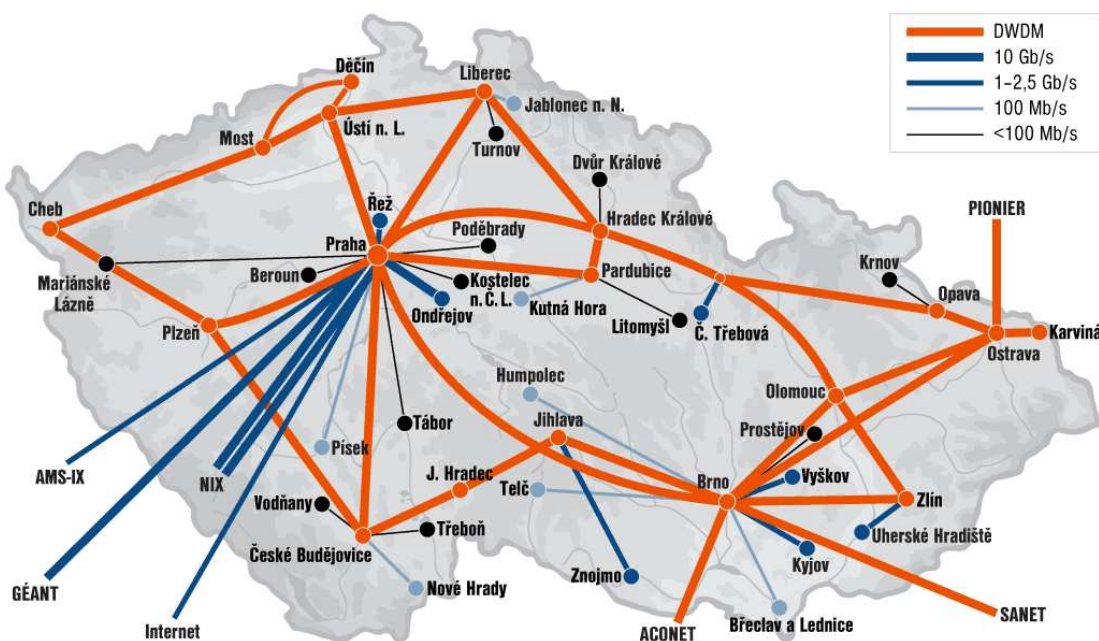 DWDM
10 Gb/s
1–2,5 Gb/s
100 Mb/s
<100 Mb/s
Děčín
Liberec
Jablonec n. N.
Ústí n. L.
Most
Turnov
Dvůr Králové
Cheb
Řež
Hradec Králové
PIONIER
Praha
Poděbrady
Mariánské
Lázně
Beroun
Kostelec
n. Č. L.
Pardubice
Krnov
Opava
Ondřejov
Kutná Hora
Litomyšl
Č. Třebová
Plzeň
Karviná
Ostrava
Humpolec
Olomouc
Tábor
Jihlava
Prostějov
Písek
AMS-IX
NIX
J. Hradec
Telč
Brno
Vyškov
Vodňany
Zlín
Třeboň
Uherské Hradiště
České Budějovice
Kyjov
GÉANT
Nové Hrady
Znojmo
Internet
ACONET
Břeclav a Lednice
SANET